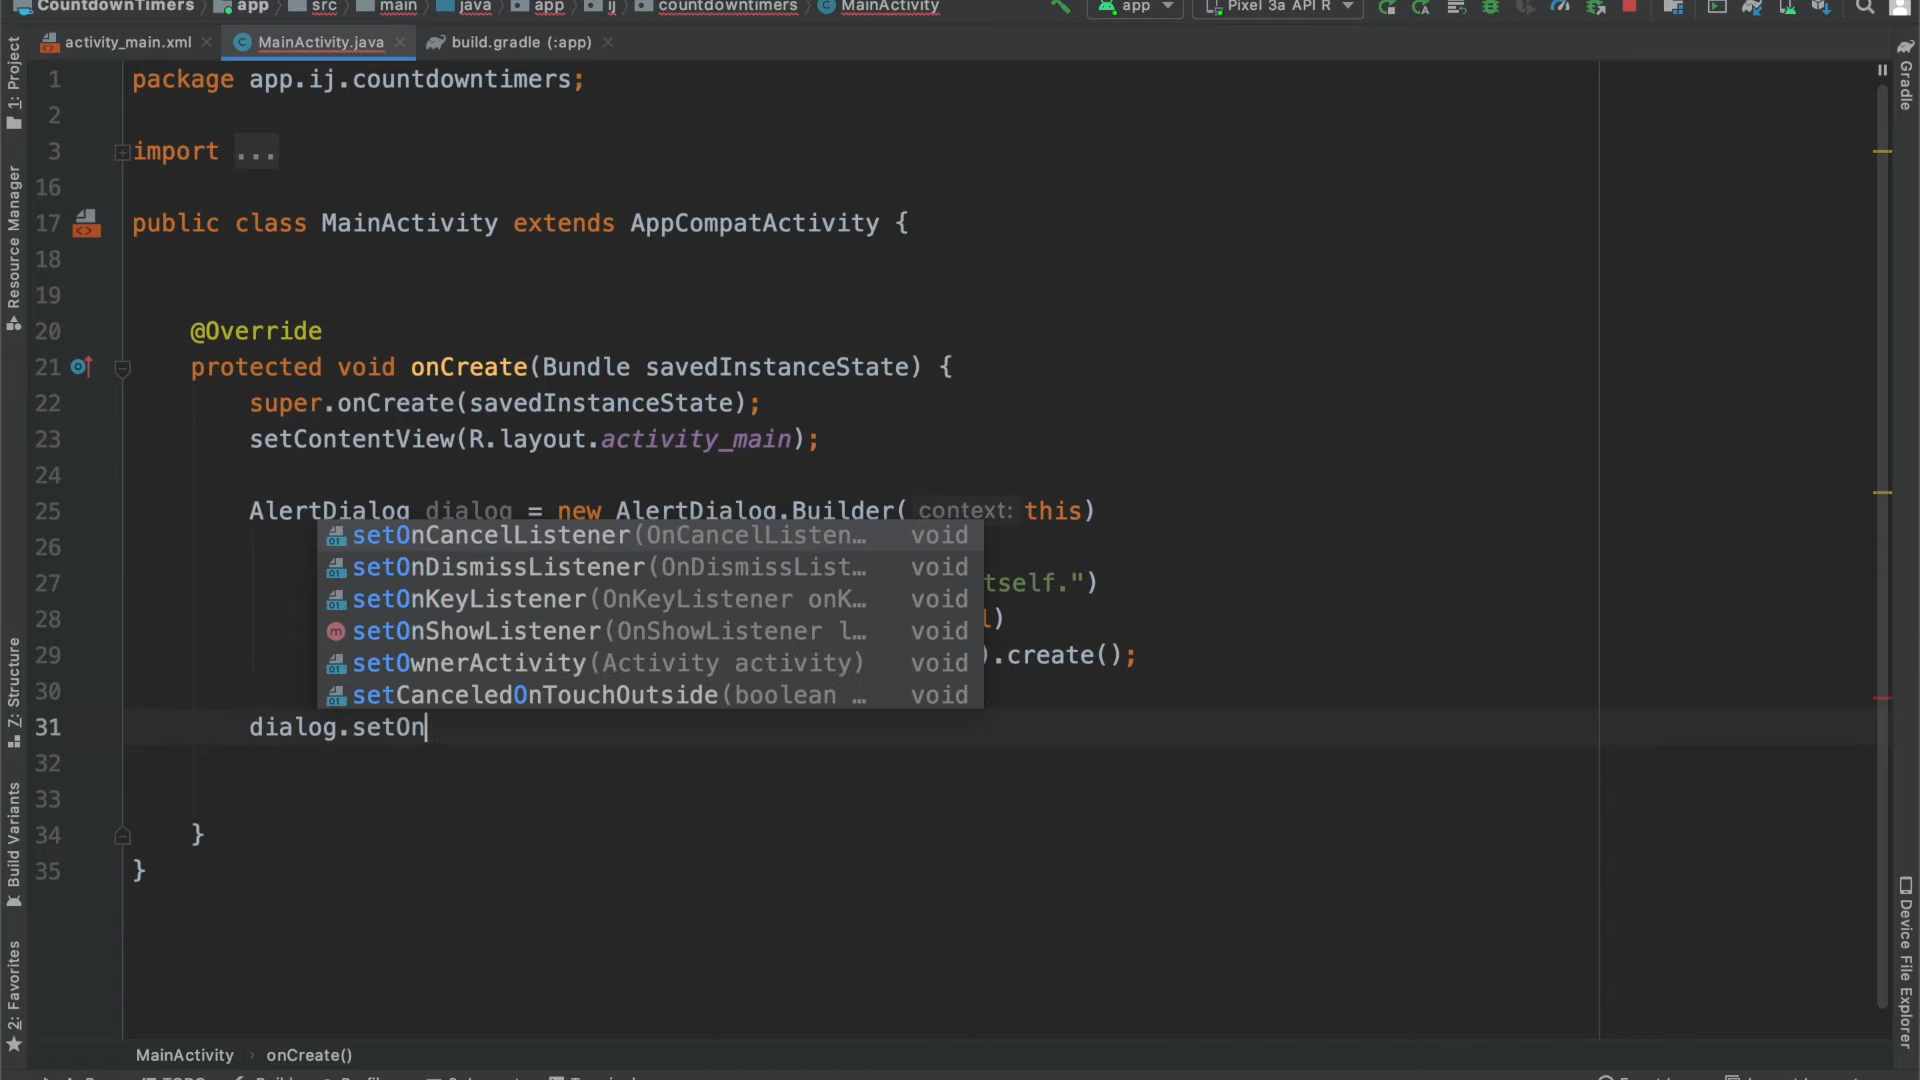 CountdownTimers > app > src > main > java > app > ij > countdowntimers > MainActivity app Pixel 3a API R
activity_main.xml MainActivity.java build.gradle (:app)
1 package app.ij.countdowntimers;
2
3 import ...
16
17 public class MainActivity extends AppCompatActivity {
18
19
20 @Override
21 protected void onCreate(Bundle savedInstanceState) {
22 super.onCreate(savedInstanceState);
23 setContentView(R.layout.activity_main);
24
25 AlertDialog dialog = new AlertDialog.Builder( context: this)
26 setOnCancelListener(OnCancelListen… void
setOnDismissListener(OnDismissList… void
27 tself.")
setOnKeyListener(OnKeyListener onK… void
28 )
setOnShowListener(OnShowListener l… void
29 ).create();
setOwnerActivity(Activity activity) void
30 setCanceledOnTouchOutside(boolean … void
31 dialog.setOn
32
33
34 }
35 }
MainActivity > onCreate()
1: Project
Resource Manager
7: Structure
Build Variants
2: Favorites
Gradle
Device File Explorer